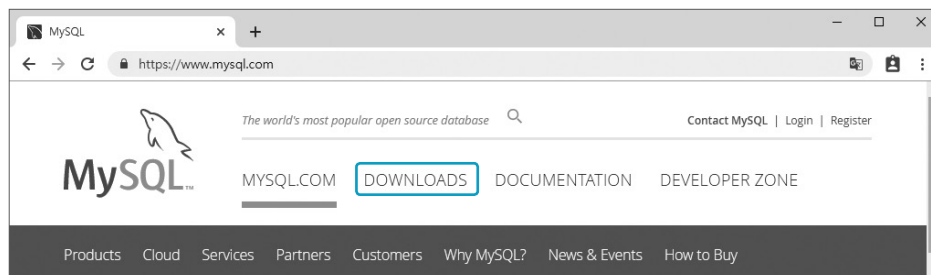 MySQL
https://www.mysql.com
The world's most popular open source database
Contact MySQL | Login | Register
MySQL™
MYSQL.COM DOWNLOADS DOCUMENTATION DEVELOPER ZONE
Products Cloud Services Partners Customers Why MySQL? News & Events How to Buy